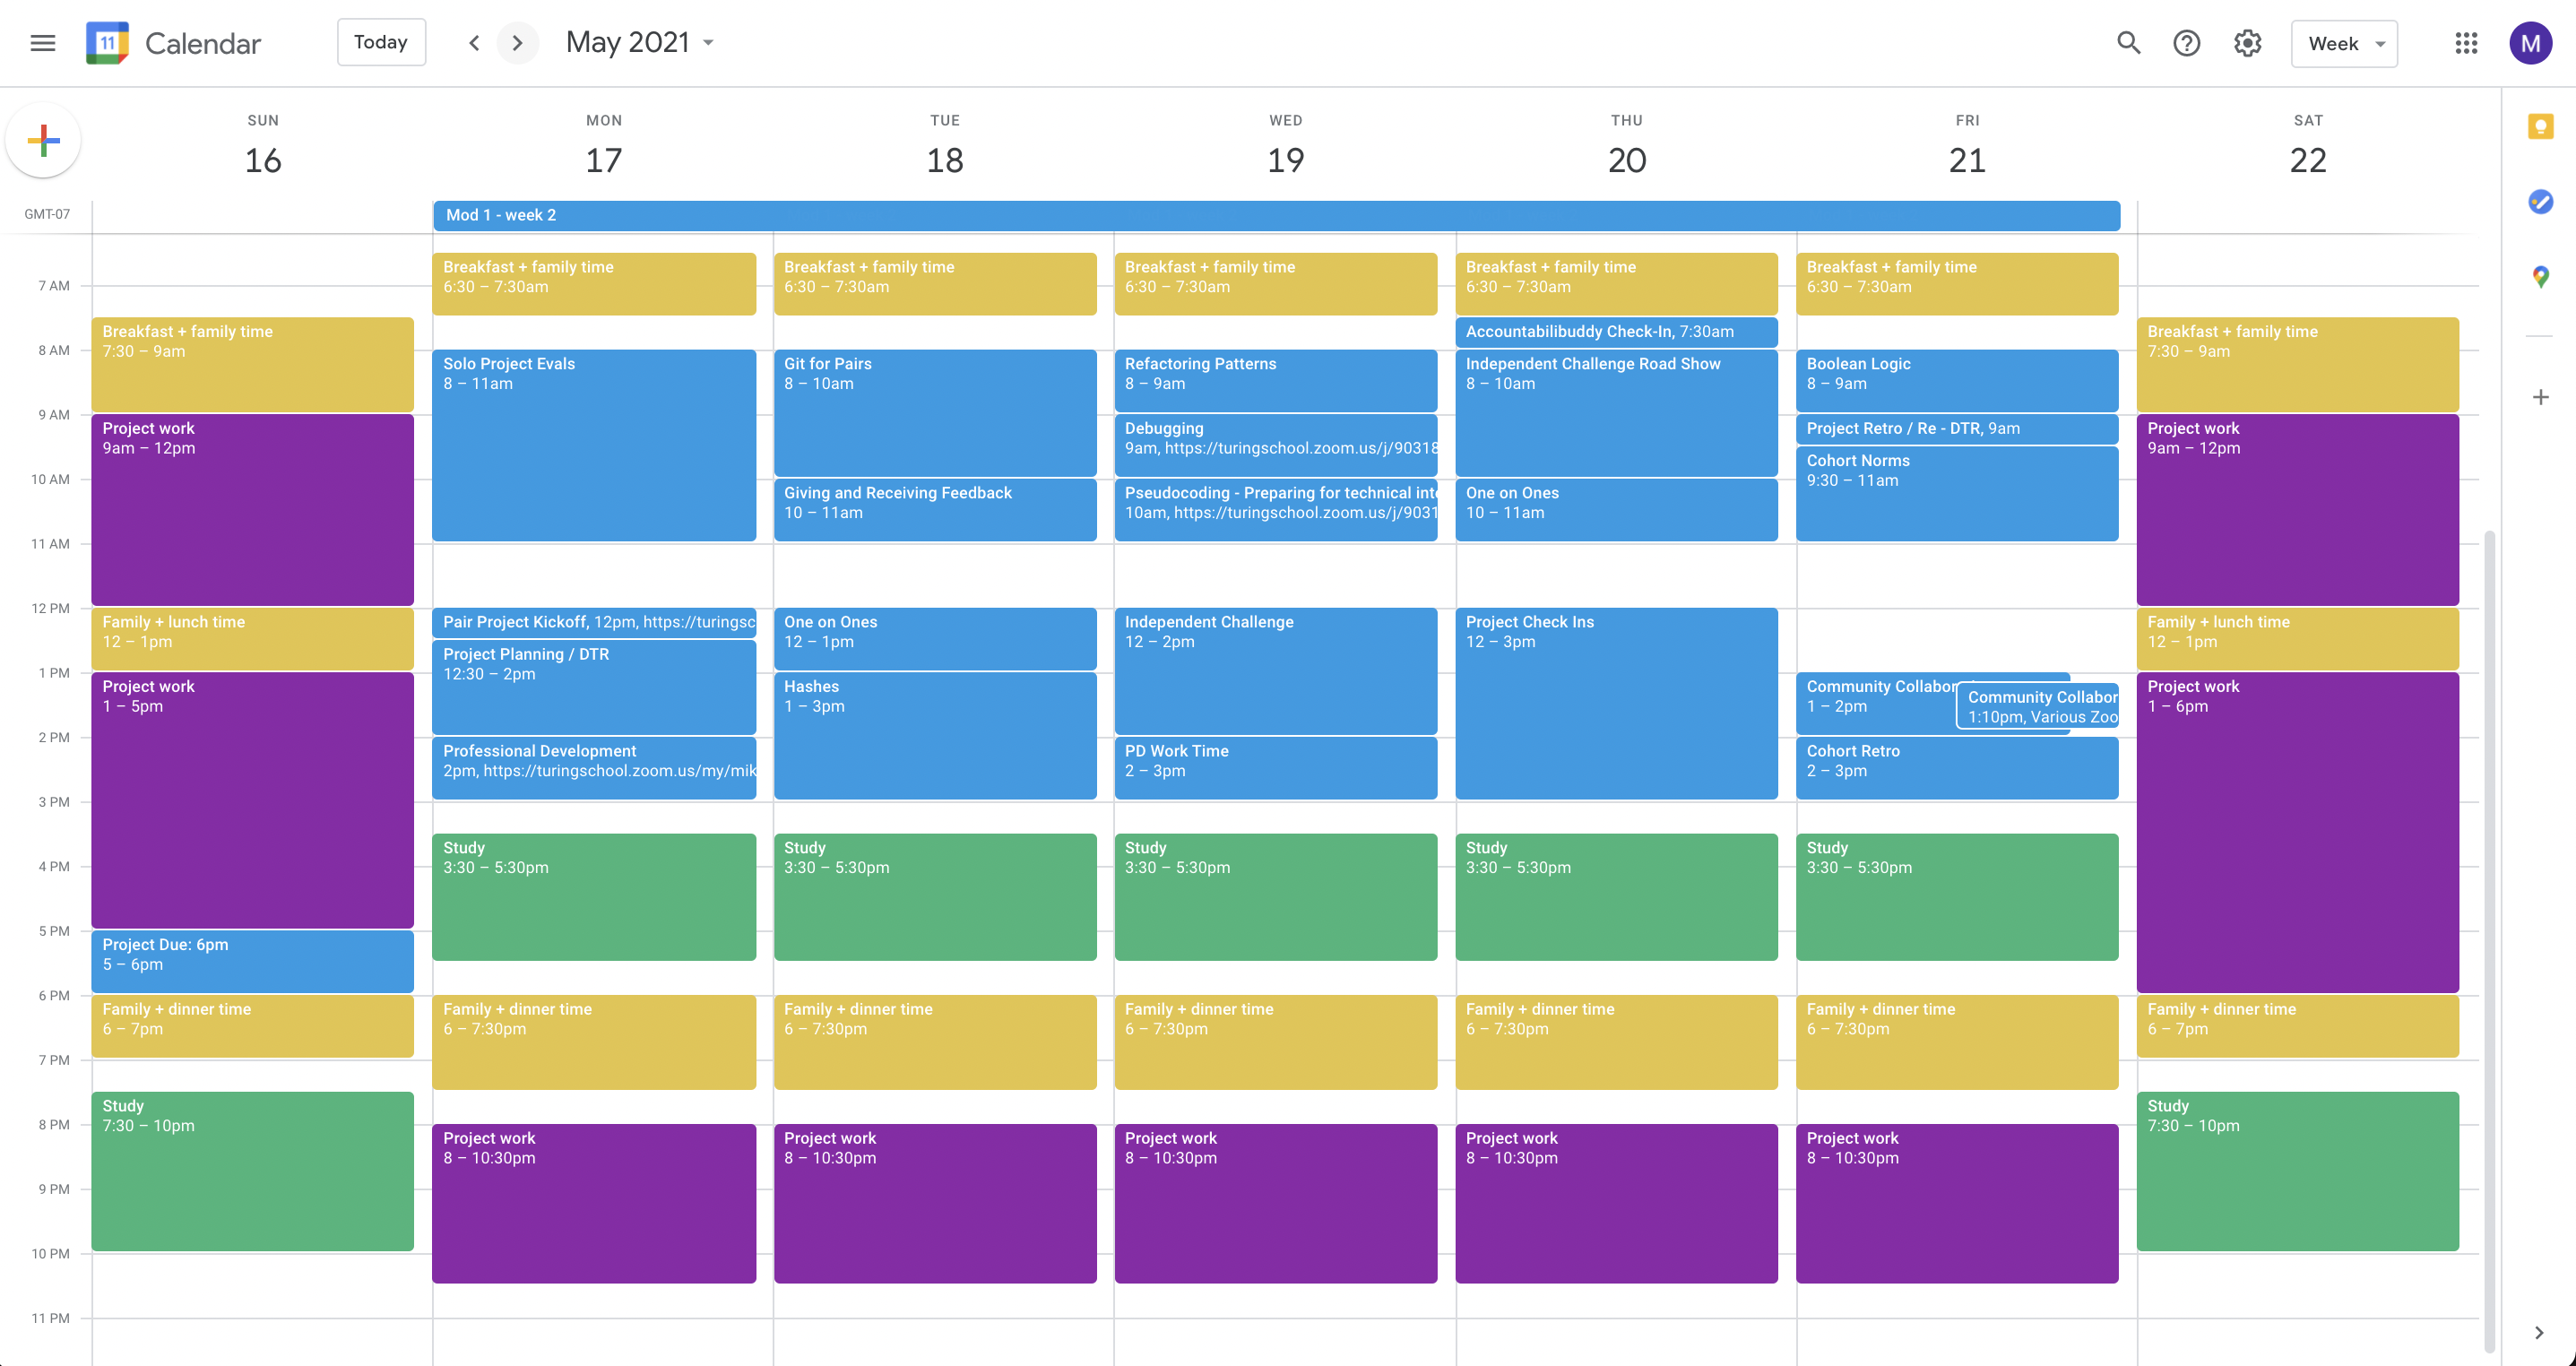 11 Calendar
Today
May 2021
Week
M
SUN
16
MON
17
TUE
18
WED
19
THU
20
FRI
21
SAT
22
GMT-07
Mod 1 - week 2
7 AM
8 AM
9 AM
10 AM
11 AM
12 PM
1 PM
2 PM
3 PM
4 PM
5 PM
6 PM
7 PM
8 PM
9 PM
10 PM
11 PM
Breakfast + family time
7:30 – 9am
Project work
9am – 12pm
Family + lunch time
12 – 1pm
Project work
1 – 5pm
Project Due: 6pm
5 – 6pm
Family + dinner time
6 – 7pm
Study
7:30 – 10pm
Breakfast + family time
6:30 – 7:30am
Solo Project Evals
8 – 11am
Pair Project Kickoff, 12pm, https://turingsc
Project Planning / DTR
12:30 – 2pm
Professional Development
2pm, https://turingschool.zoom.us/my/mik
Study
3:30 – 5:30pm
Family + dinner time
6 – 7:30pm
Project work
8 – 10:30pm
Breakfast + family time
6:30 – 7:30am
Git for Pairs
8 – 10am
Giving and Receiving Feedback
10 – 11am
One on Ones
12 – 1pm
Hashes
1 – 3pm
Study
3:30 – 5:30pm
Family + dinner time
6 – 7:30pm
Project work
8 – 10:30pm
Breakfast + family time
6:30 – 7:30am
Refactoring Patterns
8 – 9am
Debugging
9am, https://turingschool.zoom.us/j/90318
Pseudocoding - Preparing for technical inte
10am, https://turingschool.zoom.us/j/9031
Independent Challenge
12 – 2pm
PD Work Time
2 – 3pm
Study
3:30 – 5:30pm
Family + dinner time
6 – 7:30pm
Project work
8 – 10:30pm
Breakfast + family time
6:30 – 7:30am
Accountabilibuddy Check-In, 7:30am
Independent Challenge Road Show
8 – 10am
One on Ones
10 – 11am
Project Check Ins
12 – 3pm
Study
3:30 – 5:30pm
Family + dinner time
6 – 7:30pm
Project work
8 – 10:30pm
Breakfast + family time
6:30 – 7:30am
Boolean Logic
8 – 9am
Project Retro / Re - DTR, 9am
Cohort Norms
9:30 – 11am
Community Collabor
1 – 2pm
Community Collabor
1:10pm, Various Zoo
Cohort Retro
2 – 3pm
Study
3:30 – 5:30pm
Family + dinner time
6 – 7:30pm
Project work
8 – 10:30pm
Breakfast + family time
7:30 – 9am
Project work
9am – 12pm
Family + lunch time
12 – 1pm
Project work
1 – 6pm
Family + dinner time
6 – 7pm
Study
7:30 – 10pm